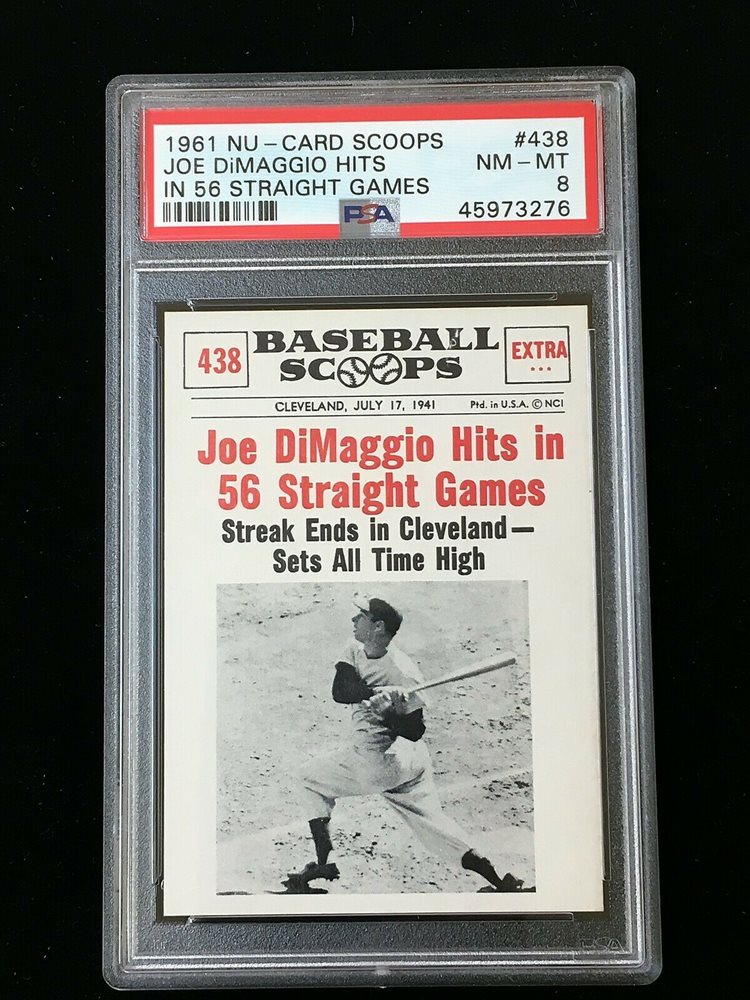 1961 NU-CARD SCOOPS #438
JOE DiMAGGIO HITS NM-MT
IN 56 STRAIGHT GAMES 8
PSA 45973276
438 BASEBALL SCOOPS EXTRA ...
CLEVELAND, JULY 17, 1941 Ptd. in U.S.A. © NCI
Joe DiMaggio Hits in
56 Straight Games
Streak Ends in Cleveland—
Sets All Time High
PSA